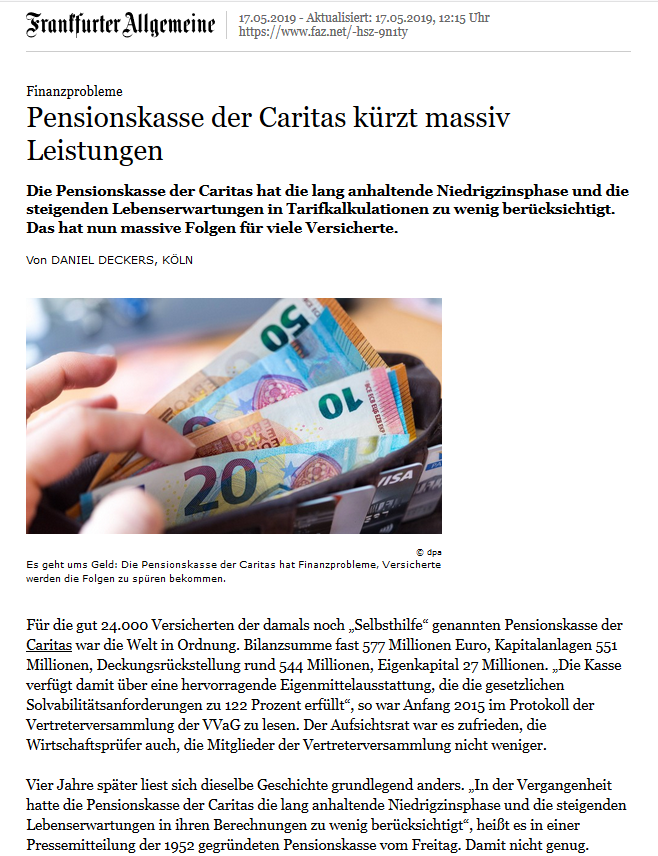 Frankfurter Allgemeine
17.05.2019 - Aktualisiert: 17.05.2019, 12:15 Uhr
https://www.faz.net/-hsz-9n1ty
Finanzprobleme
Pensionskasse der Caritas kürzt massiv
Leistungen
Die Pensionskasse der Caritas hat die lang anhaltende Niedrigzinsphase und die
steigenden Lebenserwartungen in Tarifkalkulationen zu wenig berücksichtigt.
Das hat nun massive Folgen für viele Versicherte.
Von DANIEL DECKERS, KÖLN
50
10
20
VISA
© dpa
Es geht ums Geld: Die Pensionskasse der Caritas hat Finanzprobleme, Versicherte
werden die Folgen zu spüren bekommen.
Für die gut 24.000 Versicherten der damals noch „Selbsthilfe“ genannten Pensionskasse der
Caritas war die Welt in Ordnung. Bilanzsumme fast 577 Millionen Euro, Kapitalanlagen 551
Millionen, Deckungsrückstellung rund 544 Millionen, Eigenkapital 27 Millionen. „Die Kasse
verfügt damit über eine hervorragende Eigenmittelausstattung, die die gesetzlichen
Solvabilitätsanforderungen zu 122 Prozent erfüllt“, so war Anfang 2015 im Protokoll der
Vertreterversammlung der VVaG zu lesen. Der Aufsichtsrat war es zufrieden, die
Wirtschaftsprüfer auch, die Mitglieder der Vertreterversammlung nicht weniger.
Vier Jahre später liest sich dieselbe Geschichte grundlegend anders. „In der Vergangenheit
hatte die Pensionskasse der Caritas die lang anhaltende Niedrigzinsphase und die steigenden
Lebenserwartungen in ihren Berechnungen zu wenig berücksichtigt“, heißt es in einer
Pressemitteilung der 1952 gegründeten Pensionskasse vom Freitag. Damit nicht genug.